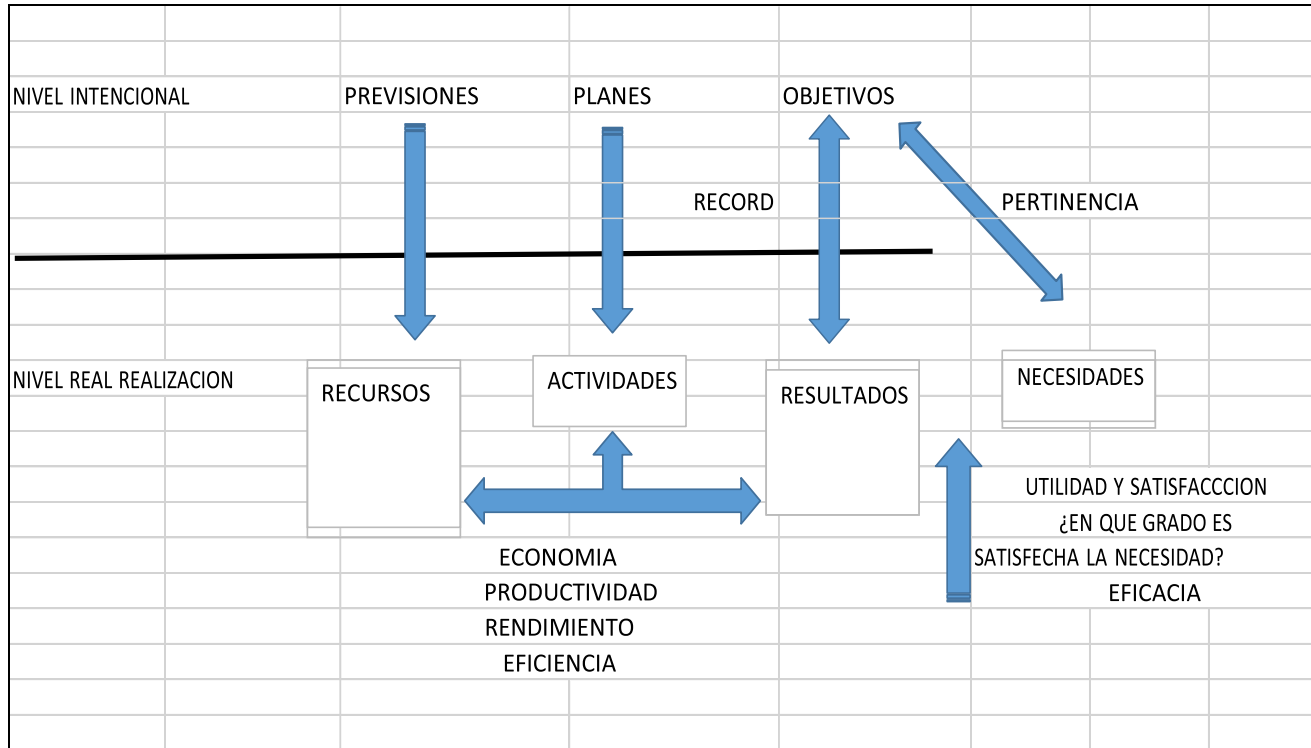 NIVEL INTENCIONAL
PREVISIONES
PLANES
OBJETIVOS
RECORD
PERTINENCIA
NIVEL REAL REALIZACION
RECURSOS
ACTIVIDADES
RESULTADOS
NECESIDADES
UTILIDAD Y SATISFACCCION
¿EN QUE GRADO ES
SATISFECHA LA NECESIDAD?
EFICACIA
ECONOMIA
PRODUCTIVIDAD
RENDIMIENTO
EFICIENCIA